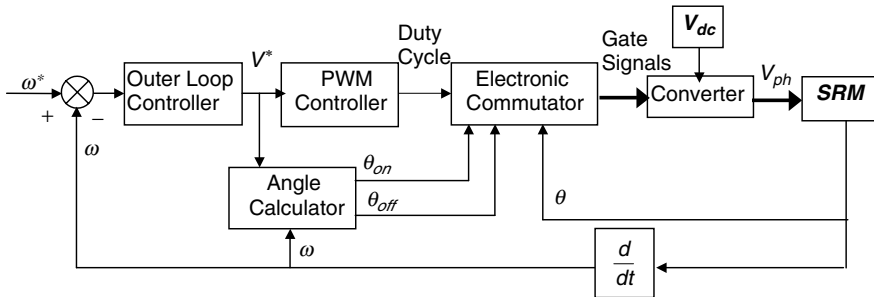 ω*
+
−
ω
Outer Loop
Controller
V*
PWM
Controller
Duty
Cycle
Electronic
Commutator
Gate
Signals
V_dc
Converter
V_ph
SRM
Angle
Calculator
θ_on
θ_off
θ
ω
d
dt